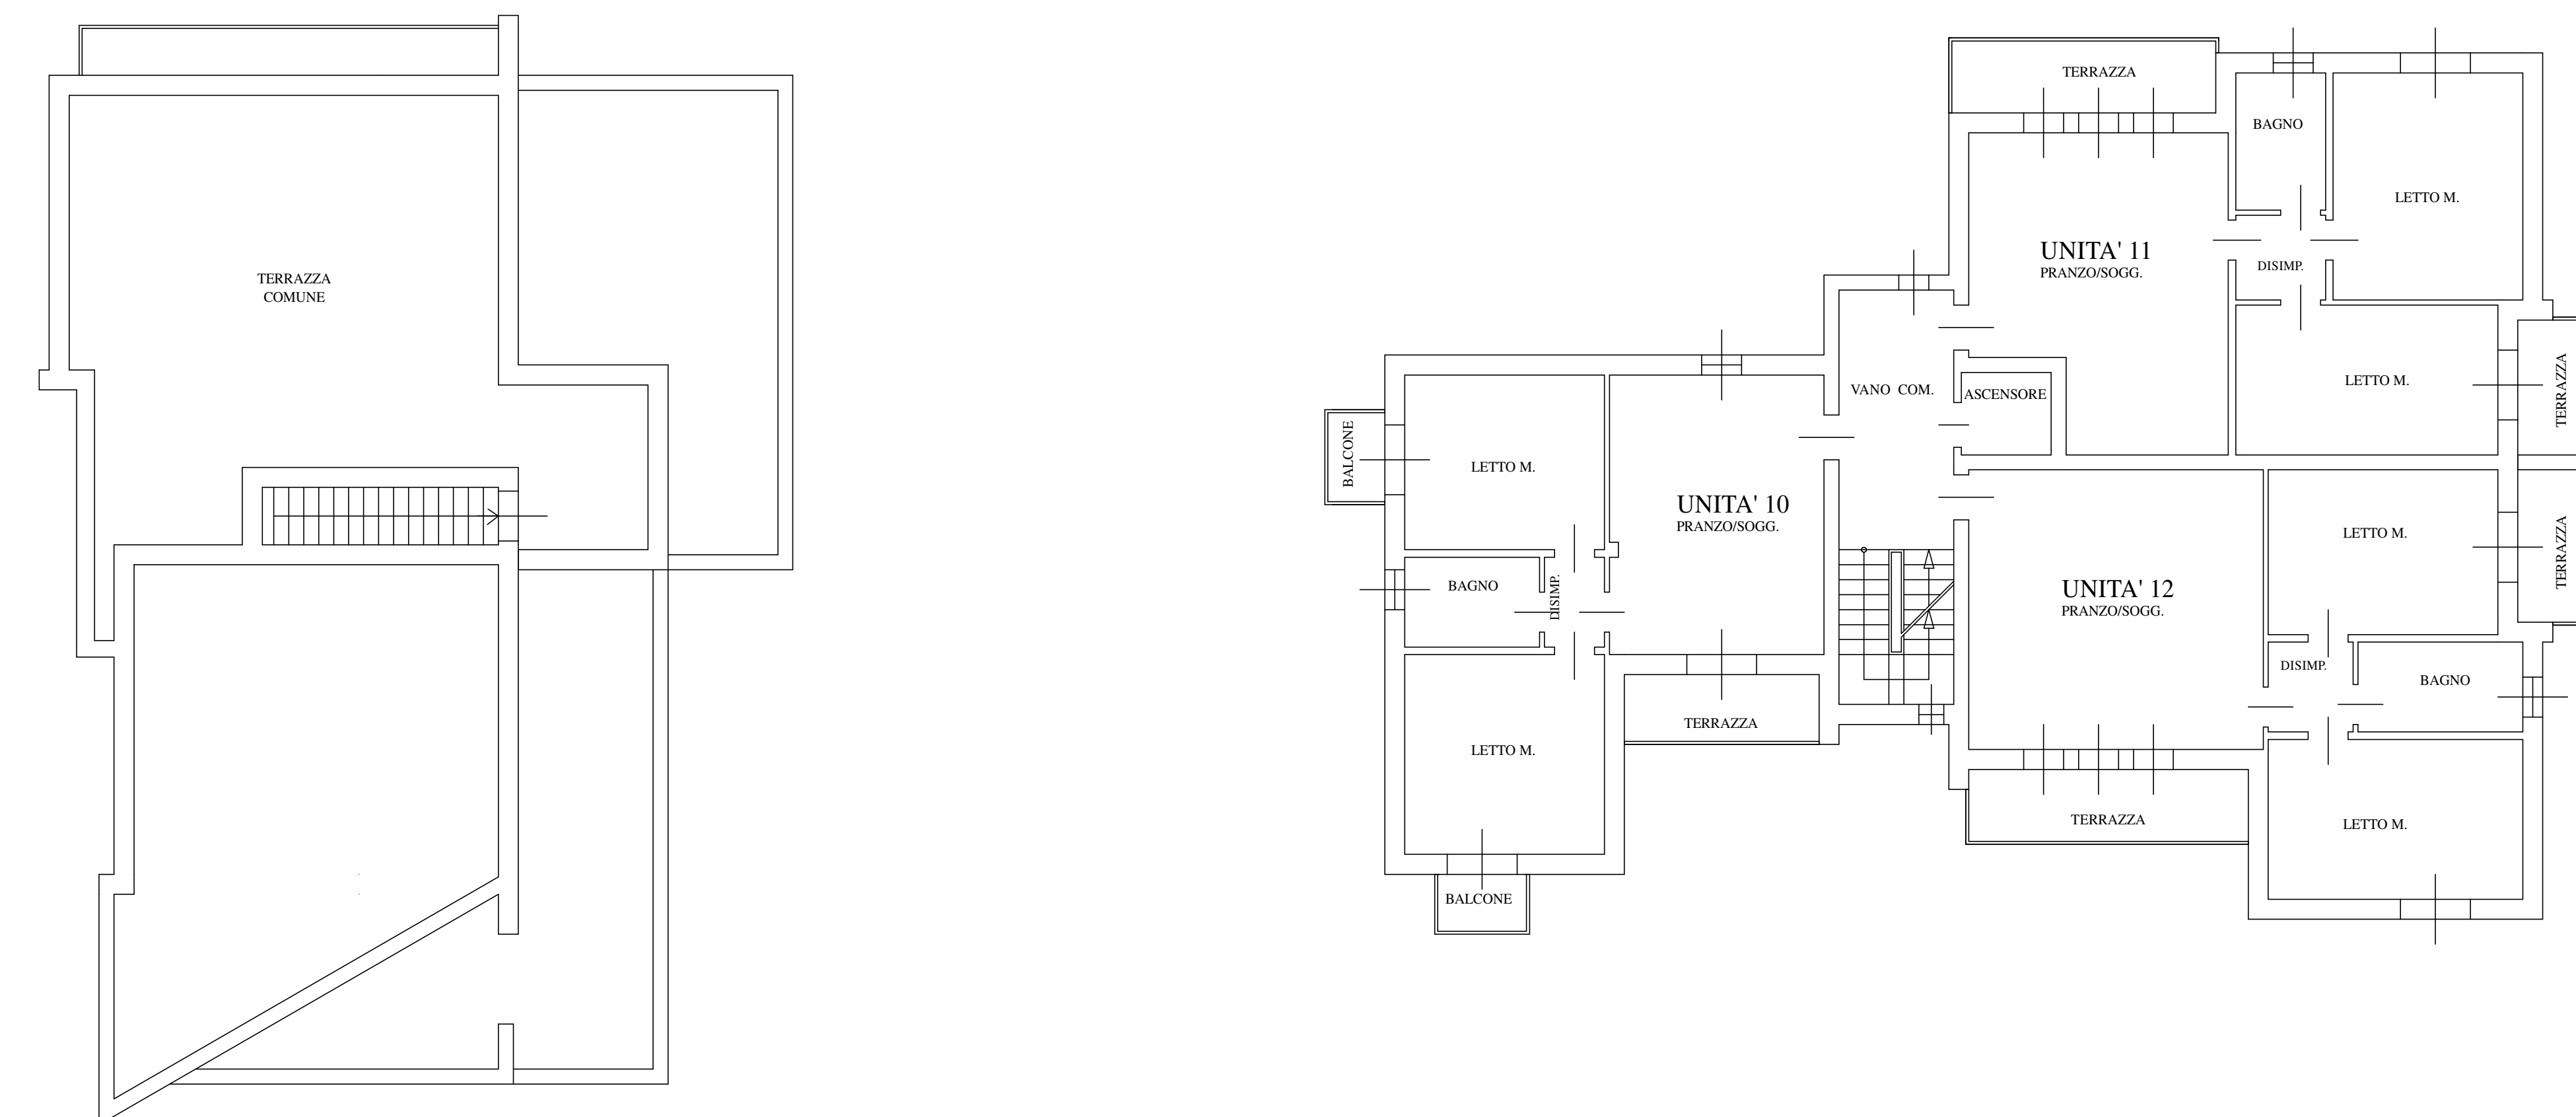 TERRAZZA
COMUNE
TERRAZZA
BAGNO
LETTO M.
UNITA' 11
PRANZO/SOGG.
DISIMP.
LETTO M.
TERRAZZA
VANO COM.
ASCENSORE
BALCONE
LETTO M.
UNITA' 10
PRANZO/SOGG.
BAGNO
DISIMP.
LETTO M.
TERRAZZA
BALCONE
UNITA' 12
PRANZO/SOGG.
LETTO M.
TERRAZZA
DISIMP.
BAGNO
TERRAZZA
LETTO M.